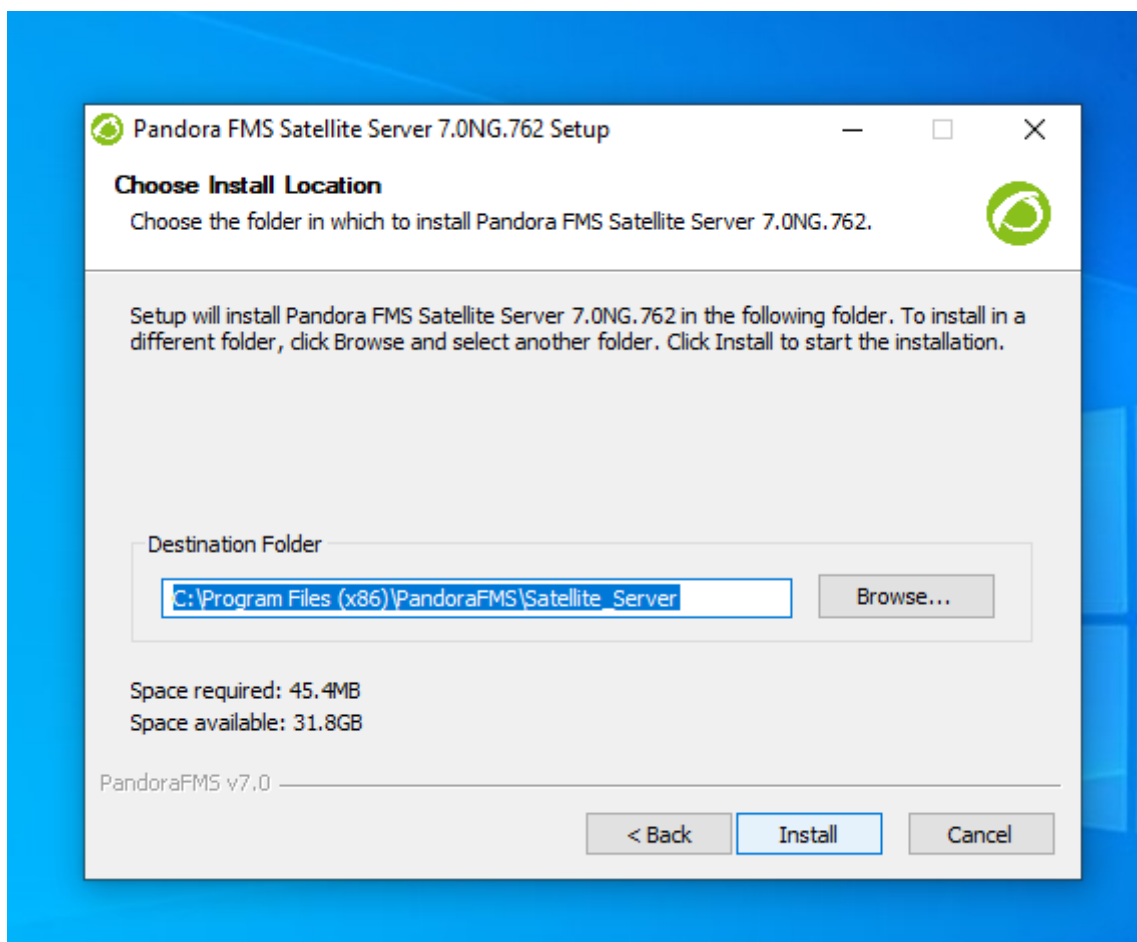 Pandora FMS Satellite Server 7.0NG.762 Setup
Choose Install Location
Choose the folder in which to install Pandora FMS Satellite Server 7.0NG.762.
Setup will install Pandora FMS Satellite Server 7.0NG.762 in the following folder. To install in a
different folder, click Browse and select another folder. Click Install to start the installation.
Destination Folder
C:\Program Files (x86)\PandoraFMS\Satellite_Server
Browse...
Space required: 45.4MB
Space available: 31.8GB
PandoraFMS v7.0
< Back
Install
Cancel